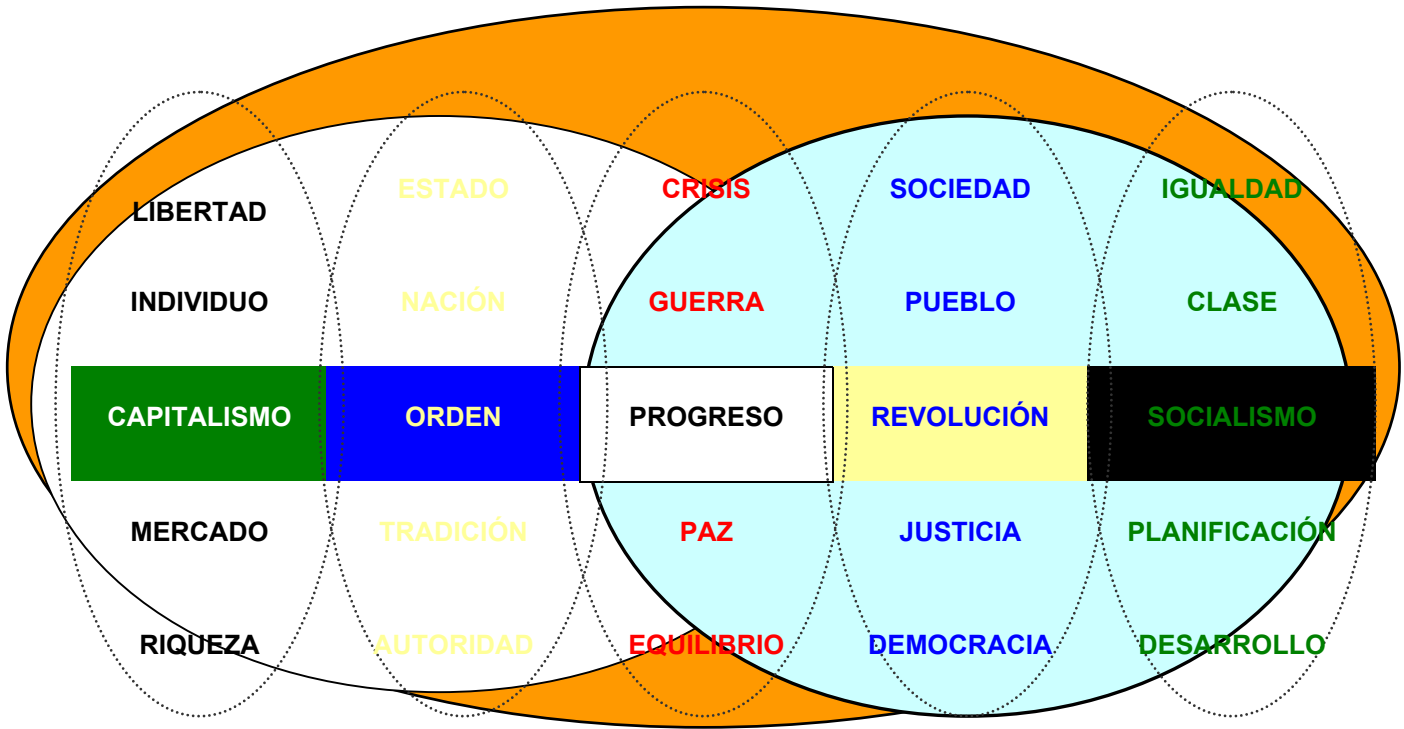 ESTADO CRISIS SOCIEDAD IGUALDAD
LIBERTAD
INDIVIDUO NACIÓN GUERRA PUEBLO CLASE
CAPITALISMO ORDEN PROGRESO REVOLUCIÓN SOCIALISMO
MERCADO TRADICIÓN PAZ JUSTICIA PLANIFICACIÓN
RIQUEZA AUTORIDAD EQUILIBRIO DEMOCRACIA DESARROLLO